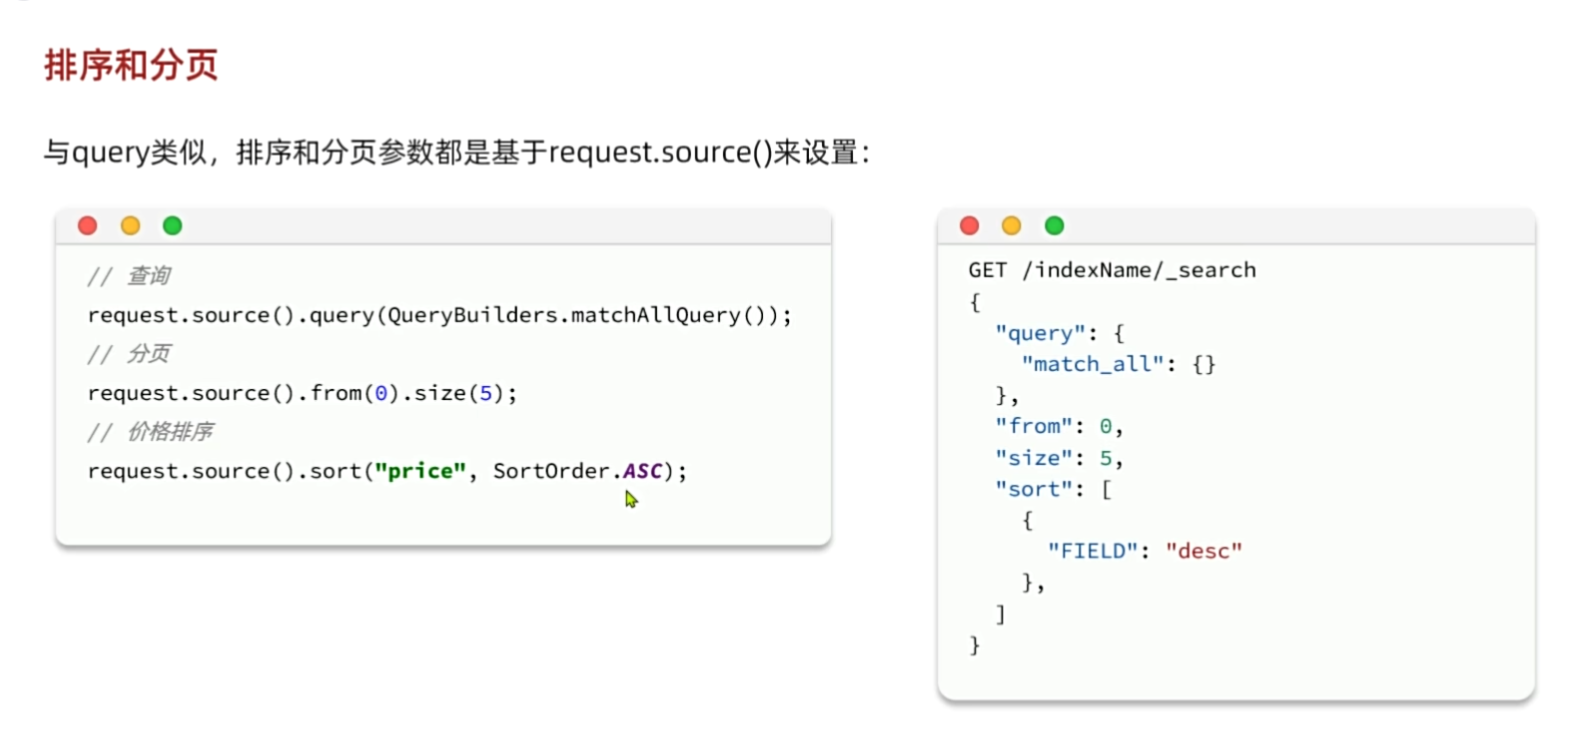 排序和分页
与query类似，排序和分页参数都是基于request.source()来设置：
// 查询
request.source().query(QueryBuilders.matchAllQuery());
// 分页
request.source().from(0).size(5);
// 价格排序
request.source().sort("price", SortOrder.ASC);
GET /indexName/_search
{
  "query": {
    "match_all": {}
  },
  "from": 0,
  "size": 5,
  "sort": [
    {
      "FIELD": "desc"
    },
  ]
}